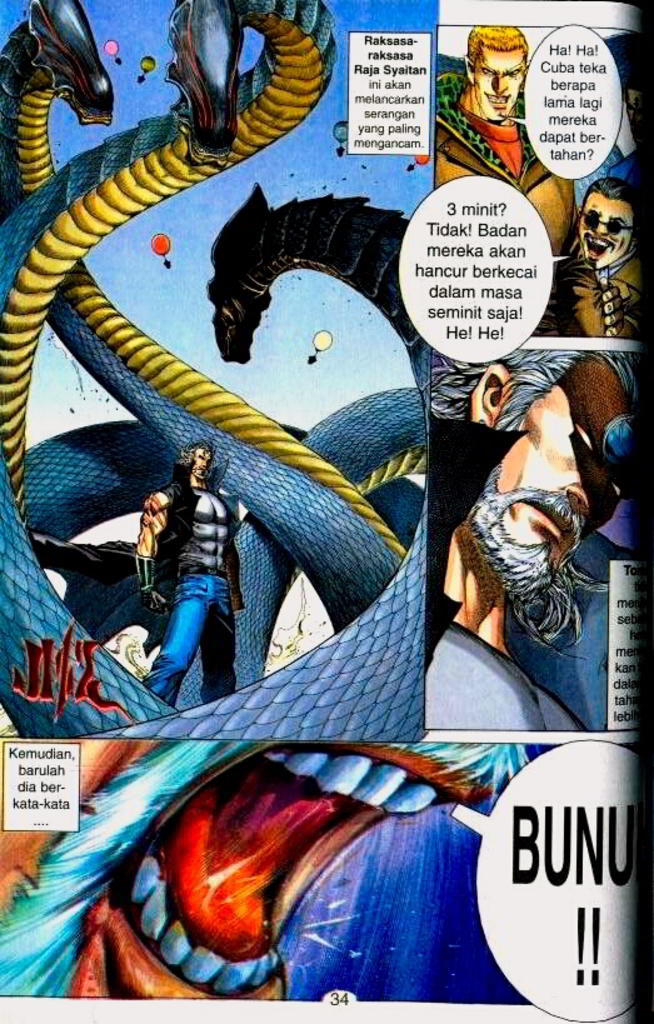 Raksasa-
raksasa
Raja Syaitan
ini akan
melancarkan
serangan
yang paling
mengancam.
Ha! Ha!
Cuba teka
berapa
lama lagi
mereka
dapat ber-
tahan?
3 minit?
Tidak! Badan
mereka akan
hancur berkecai
dalam masa
seminit saja!
He! He!
Kemudian,
barulah
dia ber-
kata-kata
....
BUNU
!!
34